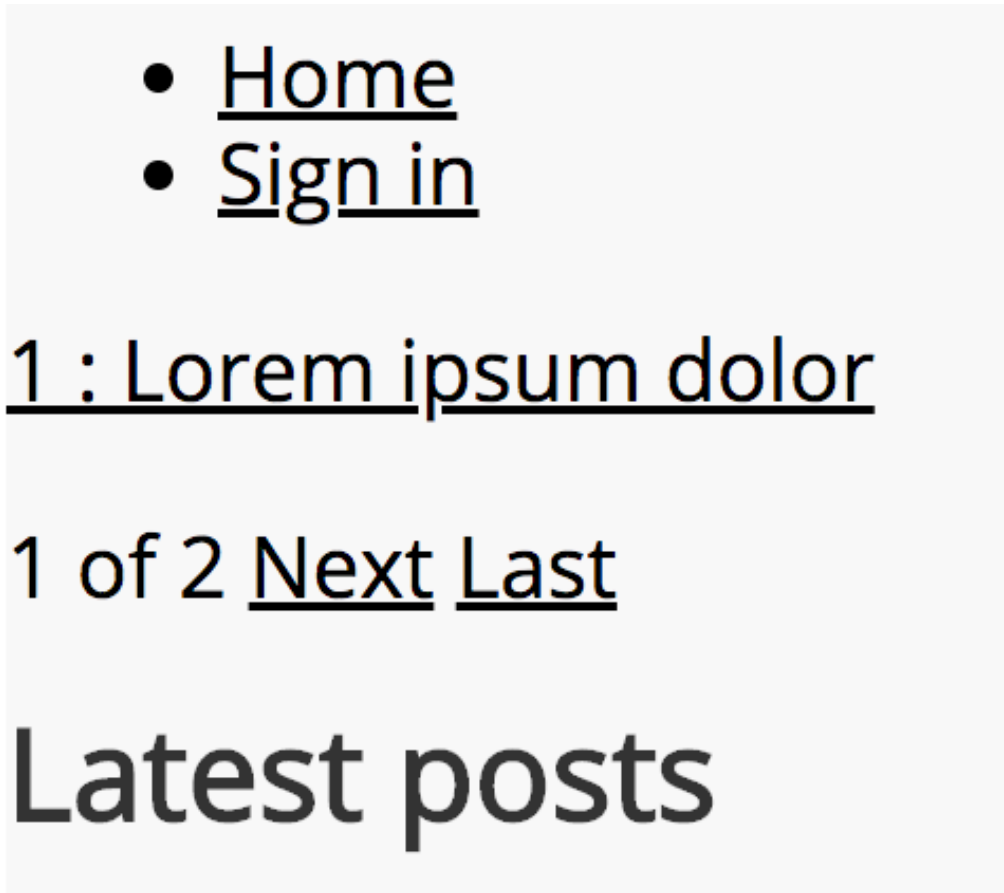 • Home
• Sign in
1 : Lorem ipsum dolor
1 of 2 Next Last
Latest posts